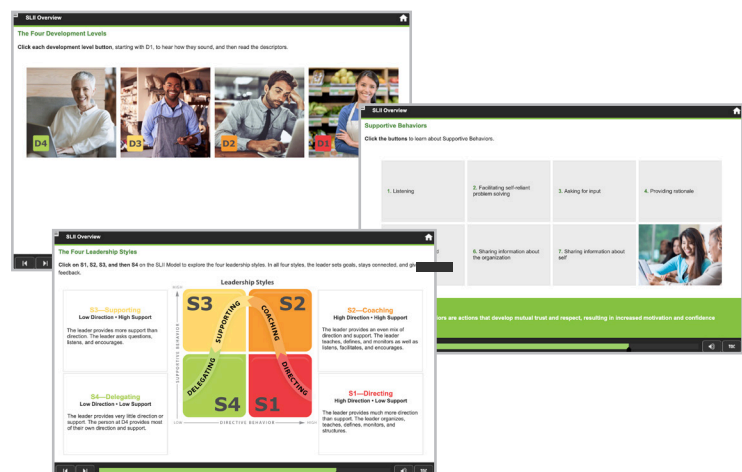 SLII Overview
The Four Development Levels
Click each development level button, starting with D1, to hear how they sound, and then read the descriptors.
D4
D3
D2
D1
SLII Overview
Supportive Behaviors
Click the buttons to learn about Supportive Behaviors.
1. Listening
2. Facilitating self-reliant
problem solving
3. Asking for input
4. Providing rationale
6. Sharing information about
the organization
7. Sharing information about
self
are actions that develop mutual trust and respect, resulting in increased motivation and confidence
TOC
SLII Overview
The Four Leadership Styles
Click on S1, S2, S3, and then S4 on the SLII Model to explore the four leadership styles. In all four styles, the leader sets goals, stays connected, and
feedback.
Leadership Styles
S3—Supporting
Low Direction • High Support
The leader provides more support than
direction. The leader asks questions,
listens, and encourages.
S4—Delegating
Low Direction • Low Support
The leader provides very little direction or
support. The person at D4 provides most
of their own direction and support.
HIGH
SUPPORTIVE BEHAVIOR
S3
S2
SUPPORTING
COACHING
DELEGATING
DIRECTING
S4
S1
LOW
DIRECTIVE BEHAVIOR
HIGH
S2—Coaching
High Direction • High Support
The leader provides an even mix of
direction and support. The leader
teaches, defines, and monitors as well as
listens, facilitates, and encourages.
S1—Directing
High Direction • Low Support
The leader provides much more direction
than support. The leader organizes,
teaches, defines, monitors, and
structures.
TOC